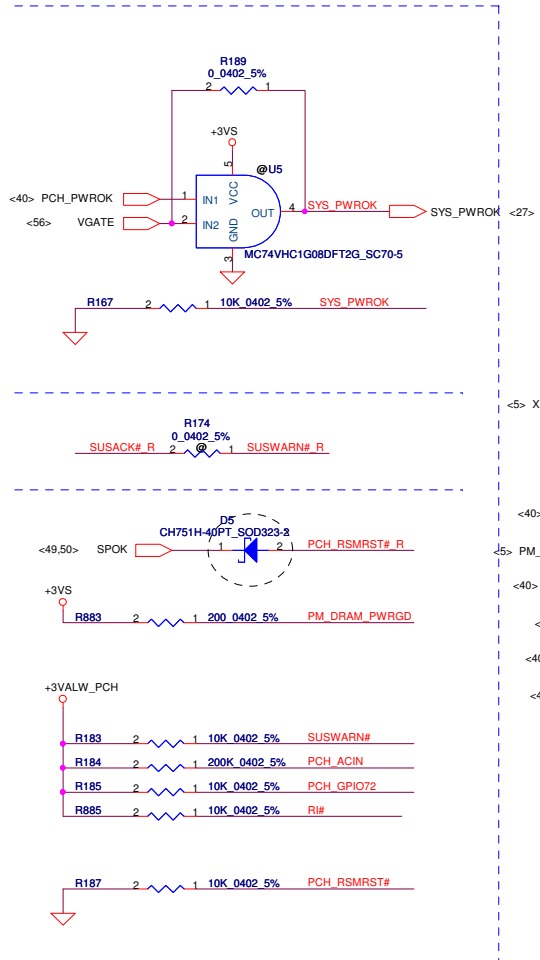 R189
0_0402_5%
2 1
+3VS
5
@U5
<40> PCH_PWROK 1 IN1 VCC
OUT 4 SYS_PWROK SYS_PWROK <27>
<56> VGATE 2 IN2 GND
3
MC74VHC1G08DFT2G_SC70-5
R167 2 1 10K_0402_5% SYS_PWROK
<5> X
R174
0_0402_5%
SUSACK#_R 2 @ 1 SUSWARN#_R
<40>
D5
CH751H-40PT_SOD323-2
<49,50> SPOK 1 2 PCH_RSMRST#_R
<5> PM_
+3VS
<40>
R883 2 1 200_0402_5% PM_DRAM_PWRGD
<
<40
+3VALW_PCH
<4
R183 2 1 10K_0402_5% SUSWARN#
R184 2 1 200K_0402_5% PCH_ACIN
R185 2 1 10K_0402_5% PCH_GPIO72
R885 2 1 10K_0402_5% RI#
R187 2 1 10K_0402_5% PCH_RSMRST#